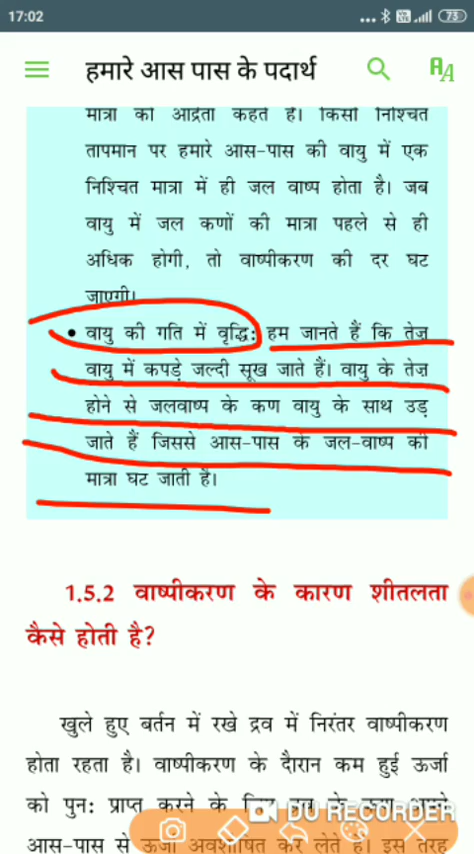 17:02
73
हमारे आस पास के पदार्थ
मात्रा को आर्द्रता कहते हैं। किसी निश्चित
तापमान पर हमारे आस-पास की वायु में एक
निश्चित मात्रा में ही जल वाष्प होता है। जब
वायु में जल कणों की मात्रा पहले से ही
अधिक होगी, तो वाष्पीकरण की दर घट
जाएगी।
• वायु की गति में वृद्धि: हम जानते हैं कि तेज़
वायु में कपड़े जल्दी सूख जाते हैं। वायु के तेज़
होने से जलवाष्प के कण वायु के साथ उड़
जाते हैं जिससे आस-पास के जल-वाष्प की
मात्रा घट जाती है।
1.5.2 वाष्पीकरण के कारण शीतलता
कैसे होती है?
खुले हुए बर्तन में रखे द्रव में निरंतर वाष्पीकरण
होता रहता है। वाष्पीकरण के दौरान कम हुई ऊर्जा
को पुन: प्राप्त करने के
DU RECORDER
आस-पास से ऊर्जा अवशोषित कर लेते हैं। इस तरह